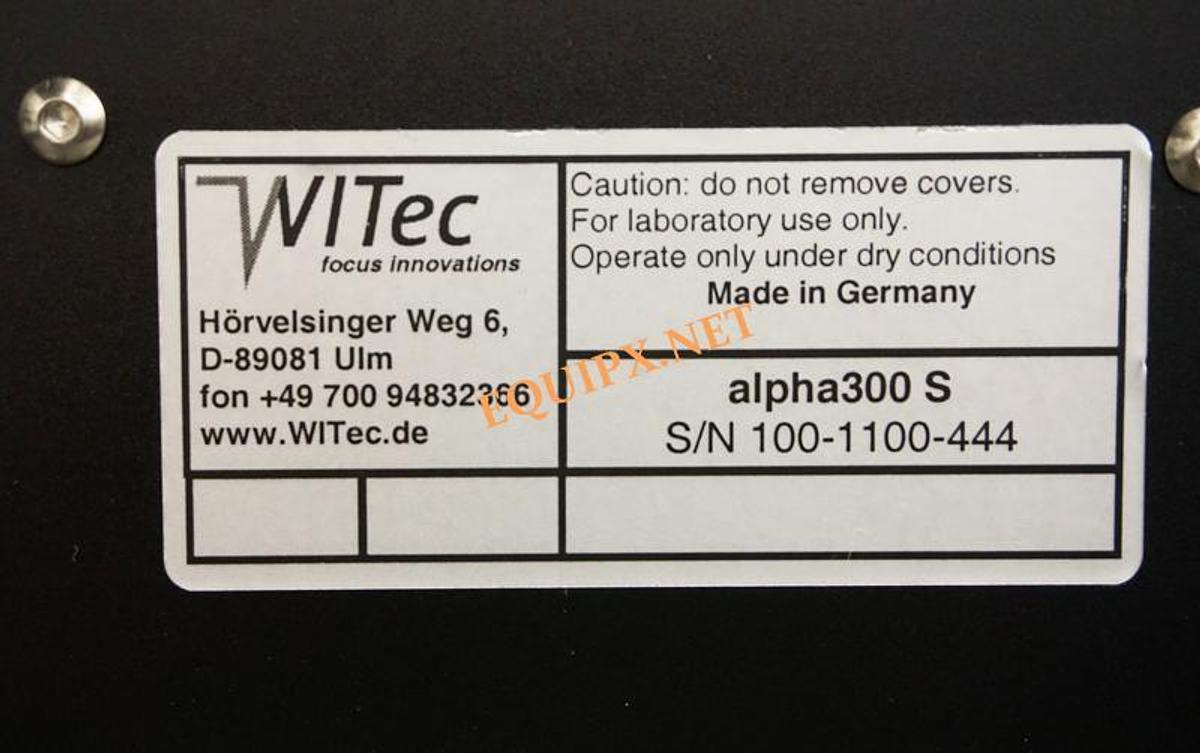 WITec
focus innovations
Hörvelsinger Weg 6,
D-89081 Ulm
fon +49 700 94832366
www.WITec.de
Caution: do not remove covers.
For laboratory use only.
Operate only under dry conditions
Made in Germany
alpha300 S
S/N 100-1100-444
EQUIPX.NET